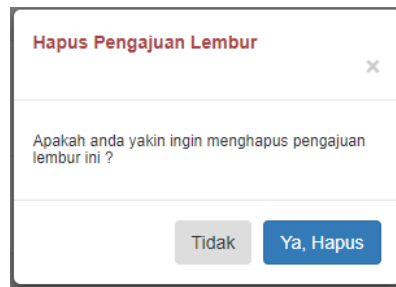 Hapus Pengajuan Lembur
×
Apakah anda yakin ingin menghapus pengajuan
lembur ini ?
Tidak
Ya, Hapus